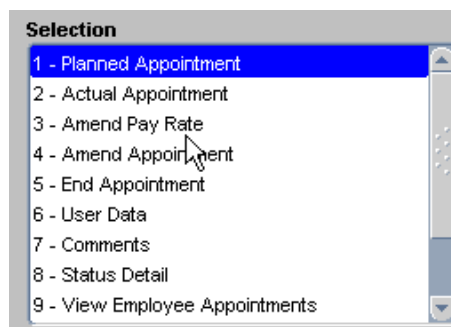 Selection
1 - Planned Appointment
2 - Actual Appointment
3 - Amend Pay Rate
4 - Amend Appointment
5 - End Appointment
6 - User Data
7 - Comments
8 - Status Detail
9 - View Employee Appointments